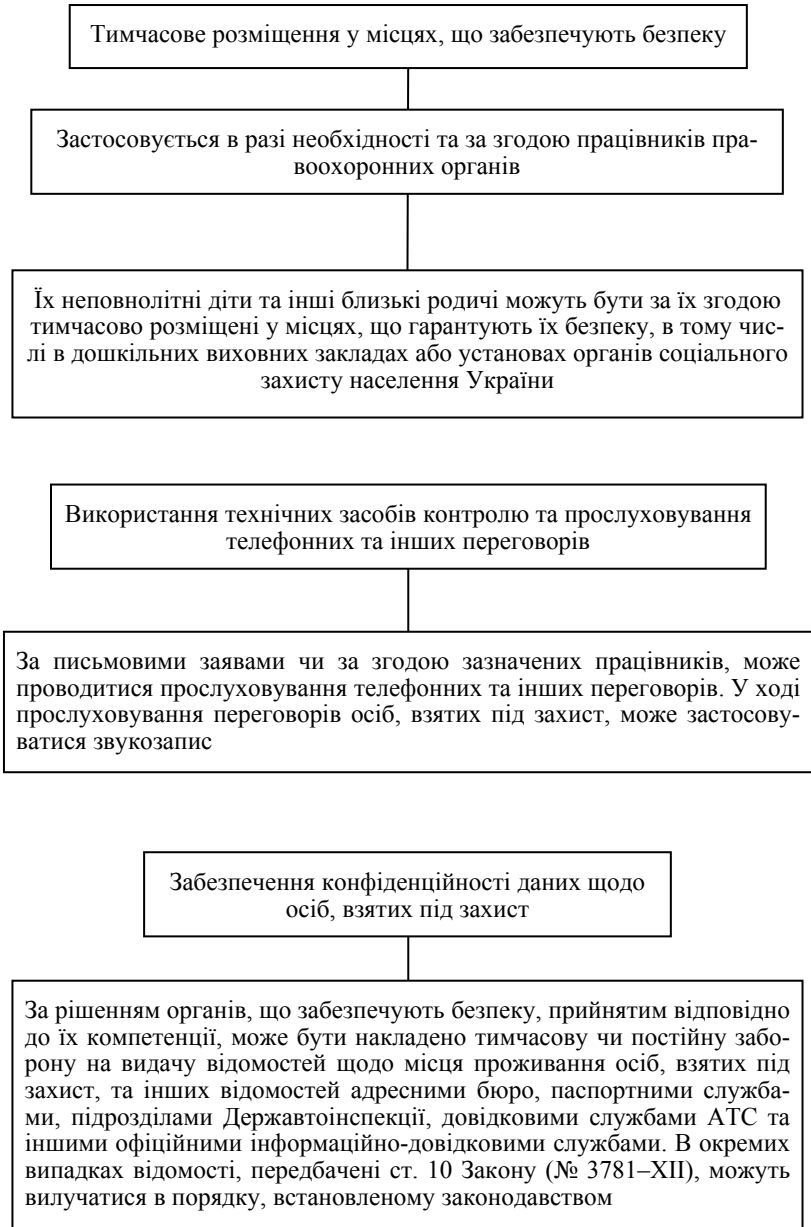 Тимчасове розміщення у місцях, що забезпечують безпеку
Застосовується в разі необхідності та за згодою працівників пра-
воохоронних органів
Їх неповнолітні діти та інші близькі родичі можуть бути за їх згодою
тимчасово розміщені у місцях, що гарантують їх безпеку, в тому чис-
лі в дошкільних виховних закладах або установах органів соціального
захисту населення України
Використання технічних засобів контролю та прослуховування
телефонних та інших переговорів
За письмовими заявами чи за згодою зазначених працівників, може
проводитися прослуховування телефонних та інших переговорів. У ході
прослуховування переговорів осіб, взятих під захист, може застосову-
ватися звукозапис
Забезпечення конфіденційності даних щодо
осіб, взятих під захист
За рішенням органів, що забезпечують безпеку, прийнятим відповідно
до їх компетенції, може бути накладено тимчасову чи постійну забо-
рону на видачу відомостей щодо місця проживання осіб, взятих під
захист, та інших відомостей адресними бюро, паспортними служба-
ми, підрозділами Державтоінспекції, довідковими службами АТС та
іншими офіційними інформаційно-довідковими службами. В окремих
випадках відомості, передбачені ст. 10 Закону (№ 3781–XII), можуть
вилучатися в порядку, встановленому законодавством